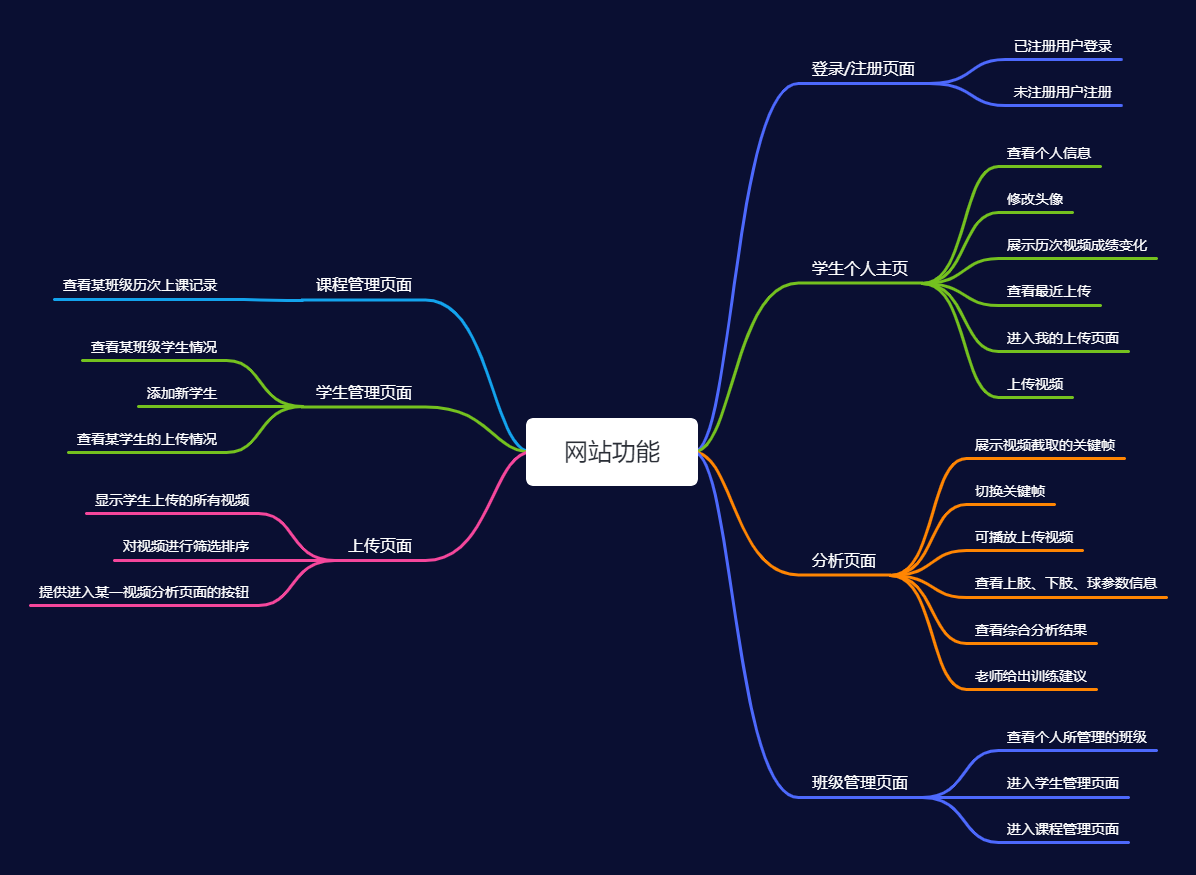 网站功能
登录/注册页面
已注册用户登录
未注册用户注册
学生个人主页
查看个人信息
修改头像
展示历次视频成绩变化
查看最近上传
进入我的上传页面
上传视频
分析页面
展示视频截取的关键帧
切换关键帧
可播放上传视频
查看上肢、下肢、球参数信息
查看综合分析结果
老师给出训练建议
班级管理页面
查看个人所管理的班级
进入学生管理页面
进入课程管理页面
课程管理页面
查看某班级历次上课记录
学生管理页面
查看某班级学生情况
添加新学生
查看某学生的上传情况
上传页面
显示学生上传的所有视频
对视频进行筛选排序
提供进入某一视频分析页面的按钮